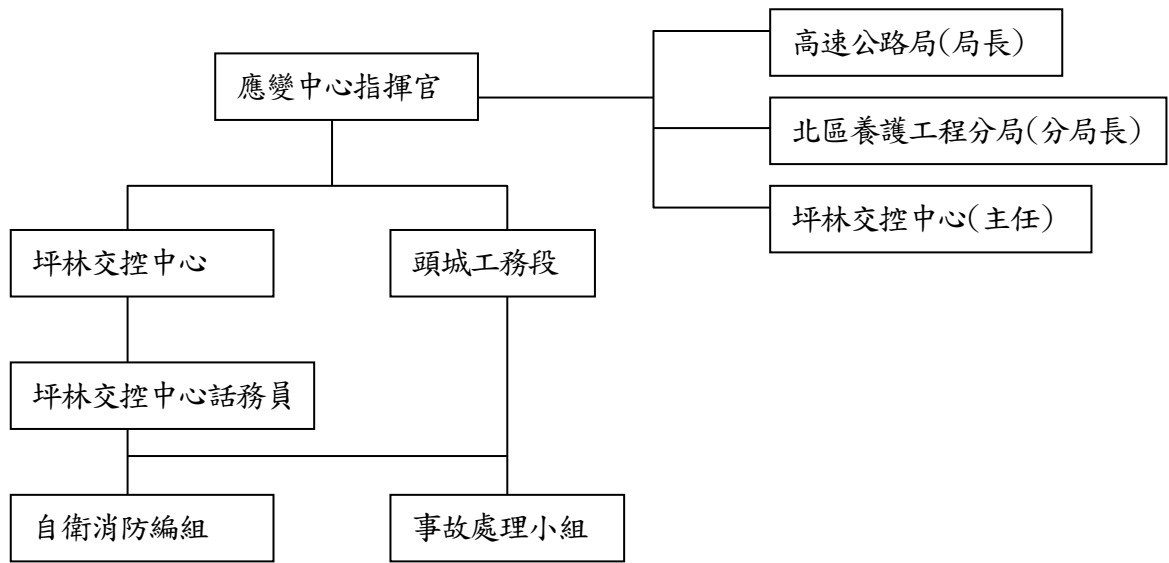 高速公路局(局長)
應變中心指揮官
北區養護工程分局(分局長)
坪林交控中心(主任)
坪林交控中心
頭城工務段
坪林交控中心話務員
自衛消防編組
事故處理小組